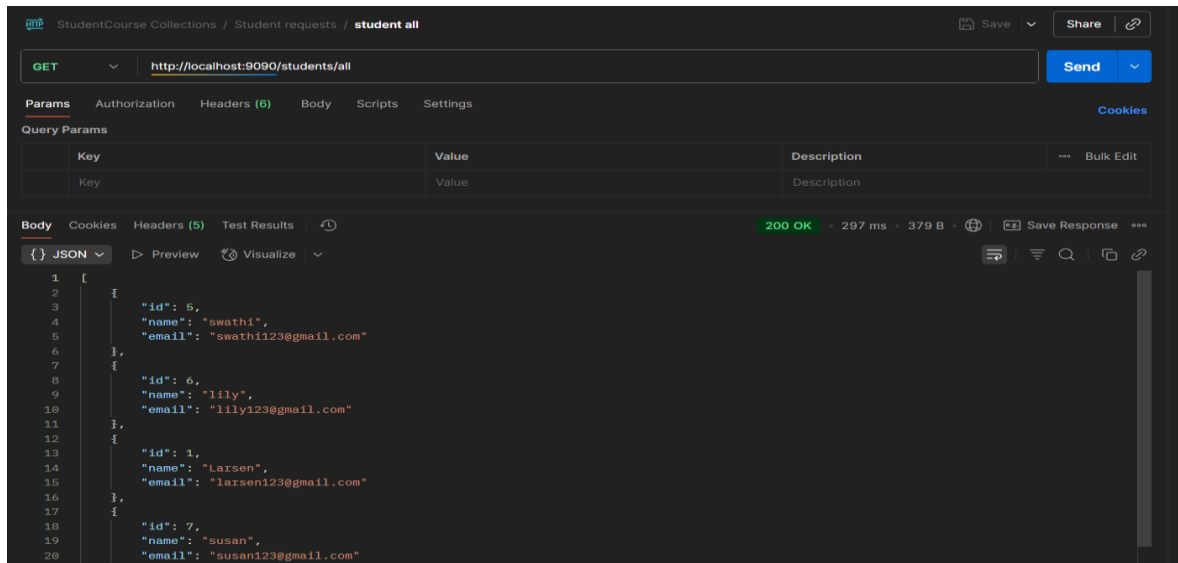 HTTP StudentCourse Collections / Student requests / student all Save Share
GET http://localhost:9090/students/all Send
Params Authorization Headers (6) Body Scripts Settings Cookies
Query Params
Key Value Description Bulk Edit
Key Value Description
Body Cookies Headers (5) Test Results 200 OK 297 ms 379 B e.g. Save Response
{} JSON Preview Visualize
1 [
2 {
3 "id": 5,
4 "name": "swathi",
5 "email": "swathi123@gmail.com"
6 },
7 {
8 "id": 6,
9 "name": "lily",
10 "email": "lily123@gmail.com"
11 },
12 {
13 "id": 1,
14 "name": "Larsen",
15 "email": "larsen123@gmail.com"
16 },
17 {
18 "id": 7,
19 "name": "susan",
20 "email": "susan123@gmail.com"